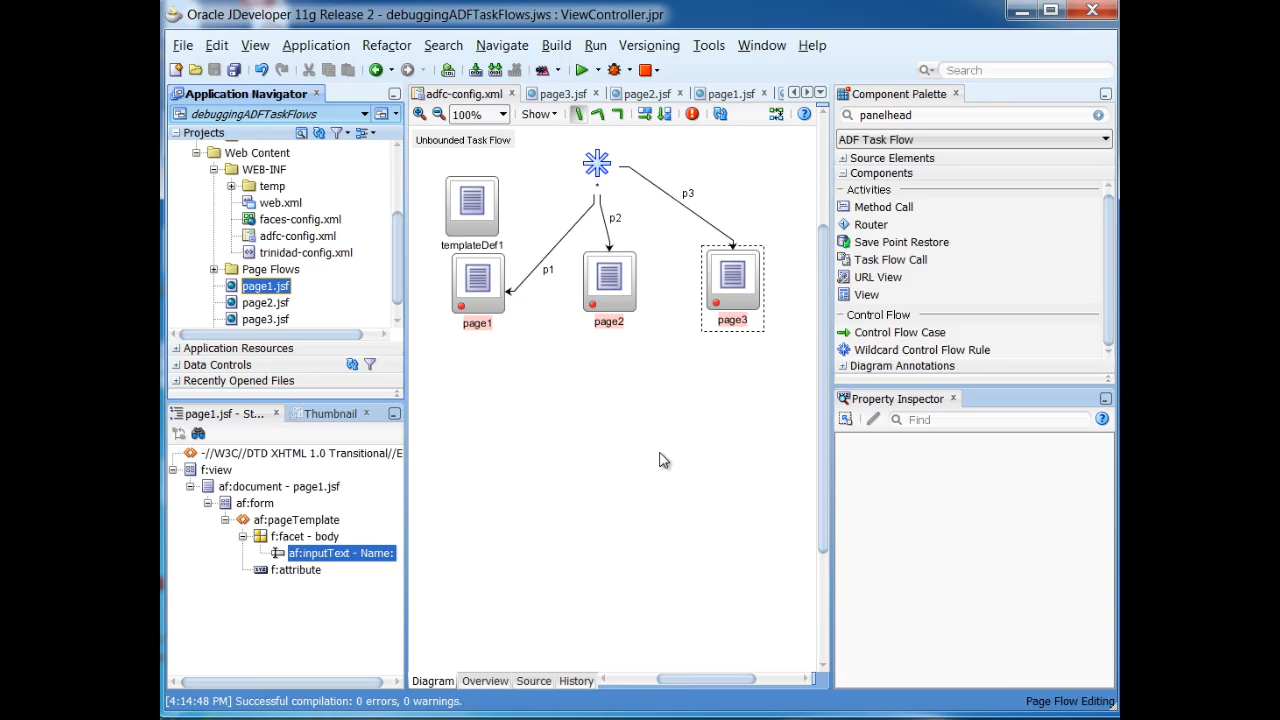 Oracle JDeveloper 11g Release 2 - debuggingADFTaskFlows.jws : ViewController.jpr
File Edit View Application Refactor Search Navigate Build Run Versioning Tools Window Help
Search
Application Navigator
debuggingADFTaskFlows
Projects
Web Content
WEB-INF
temp
web.xml
faces-config.xml
adfc-config.xml
trinidad-config.xml
Page Flows
page1.jsf
page2.jsf
page3.jsf
Application Resources
Data Controls
Recently Opened Files
page1.jsf - St...
Thumbnail
-//W3C//DTD XHTML 1.0 Transitional//E
f:view
af:document - page1.jsf
af:form
af:pageTemplate
f:facet - body
af:inputText - Name:
f:attribute
adfc-config.xml
page3.jsf
page2.jsf
page1.jsf
100%
Show
Unbounded Task Flow
*
p3
p2
p1
templateDef1
page1
page2
page3
Diagram Overview Source History
Component Palette
panelhead
ADF Task Flow
Source Elements
Components
Activities
Method Call
Router
Save Point Restore
Task Flow Call
URL View
View
Control Flow
Control Flow Case
Wildcard Control Flow Rule
Diagram Annotations
Property Inspector
Find
[4:14:48 PM] Successful compilation: 0 errors, 0 warnings.
Page Flow Editing